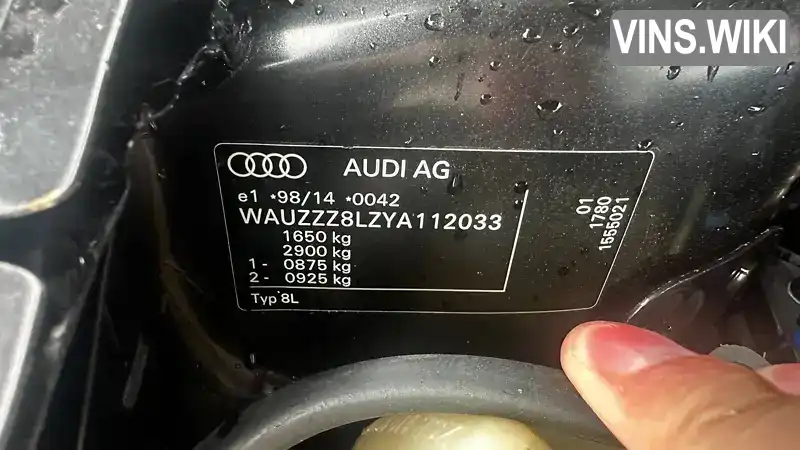 VINS.WIKI
AUDI AG
e1 *98/14 *0042
WAUZZZ8LZYA112033
1650 kg
2900 kg
1 - 0875 kg
2 - 0925 kg
Typ 8L
01
1780
1555021